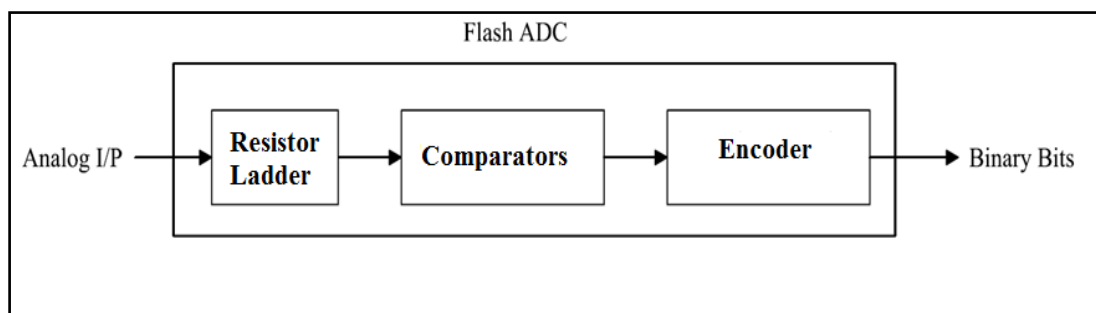 Flash ADC
Analog I/P
Resistor
Ladder
Comparators
Encoder
Binary Bits